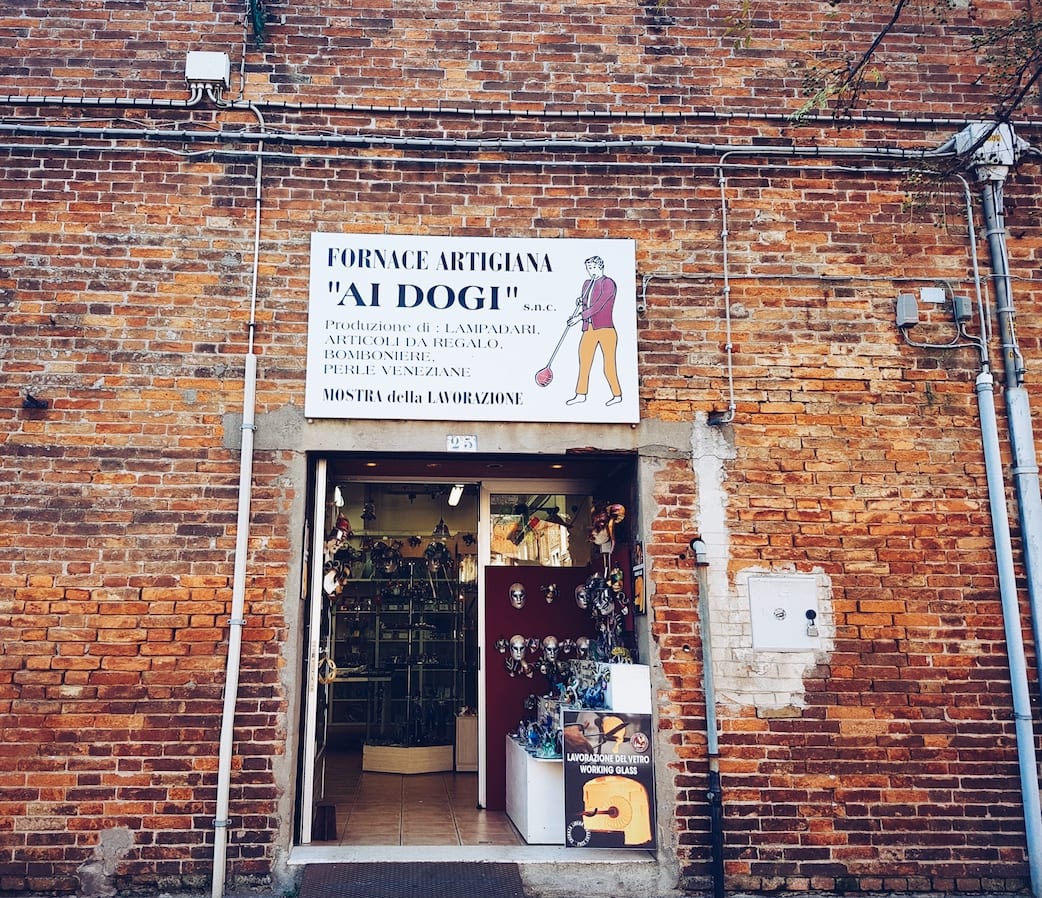 FORNACE ARTIGIANA
"AI DOGI" s.n.c.
Produzione di : LAMPADARI,
ARTICOLI DA REGALO,
BOMBONIERE,
PERLE VENEZIANE
MOSTRA della LAVORAZIONE
25
LAVORAZIONE DEL VETRO
WORKING GLASS